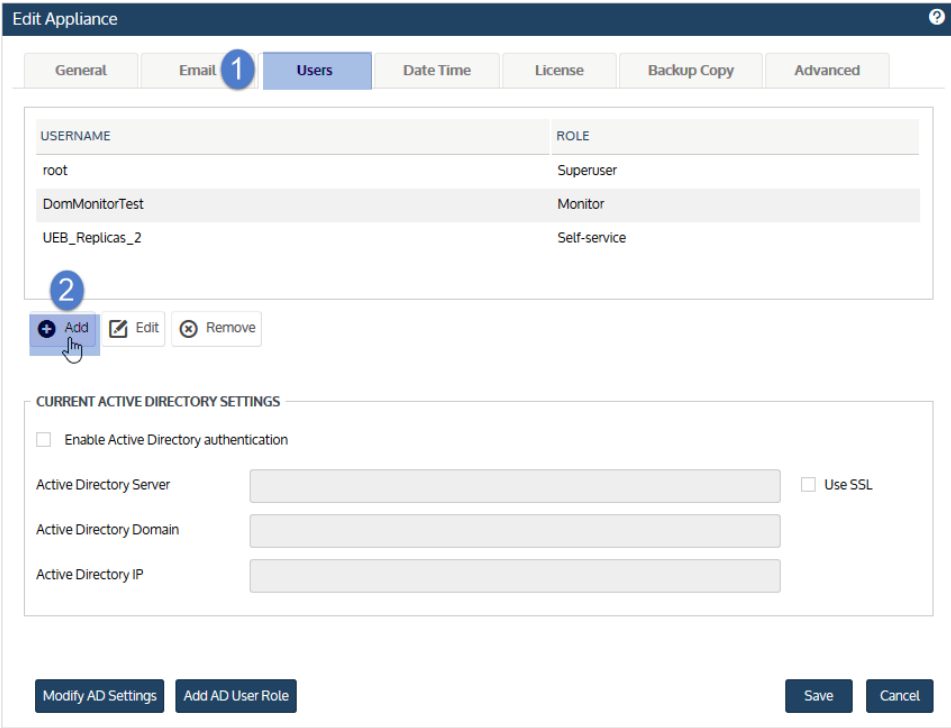 Edit Appliance ?
General Email 1 Users Date Time License Backup Copy Advanced
USERNAME ROLE
root Superuser
DomMonitorTest Monitor
UEB_Replicas_2 Self-service
2
Add Edit Remove
CURRENT ACTIVE DIRECTORY SETTINGS
Enable Active Directory authentication
Active Directory Server Use SSL
Active Directory Domain
Active Directory IP
Modify AD Settings Add AD User Role Save Cancel